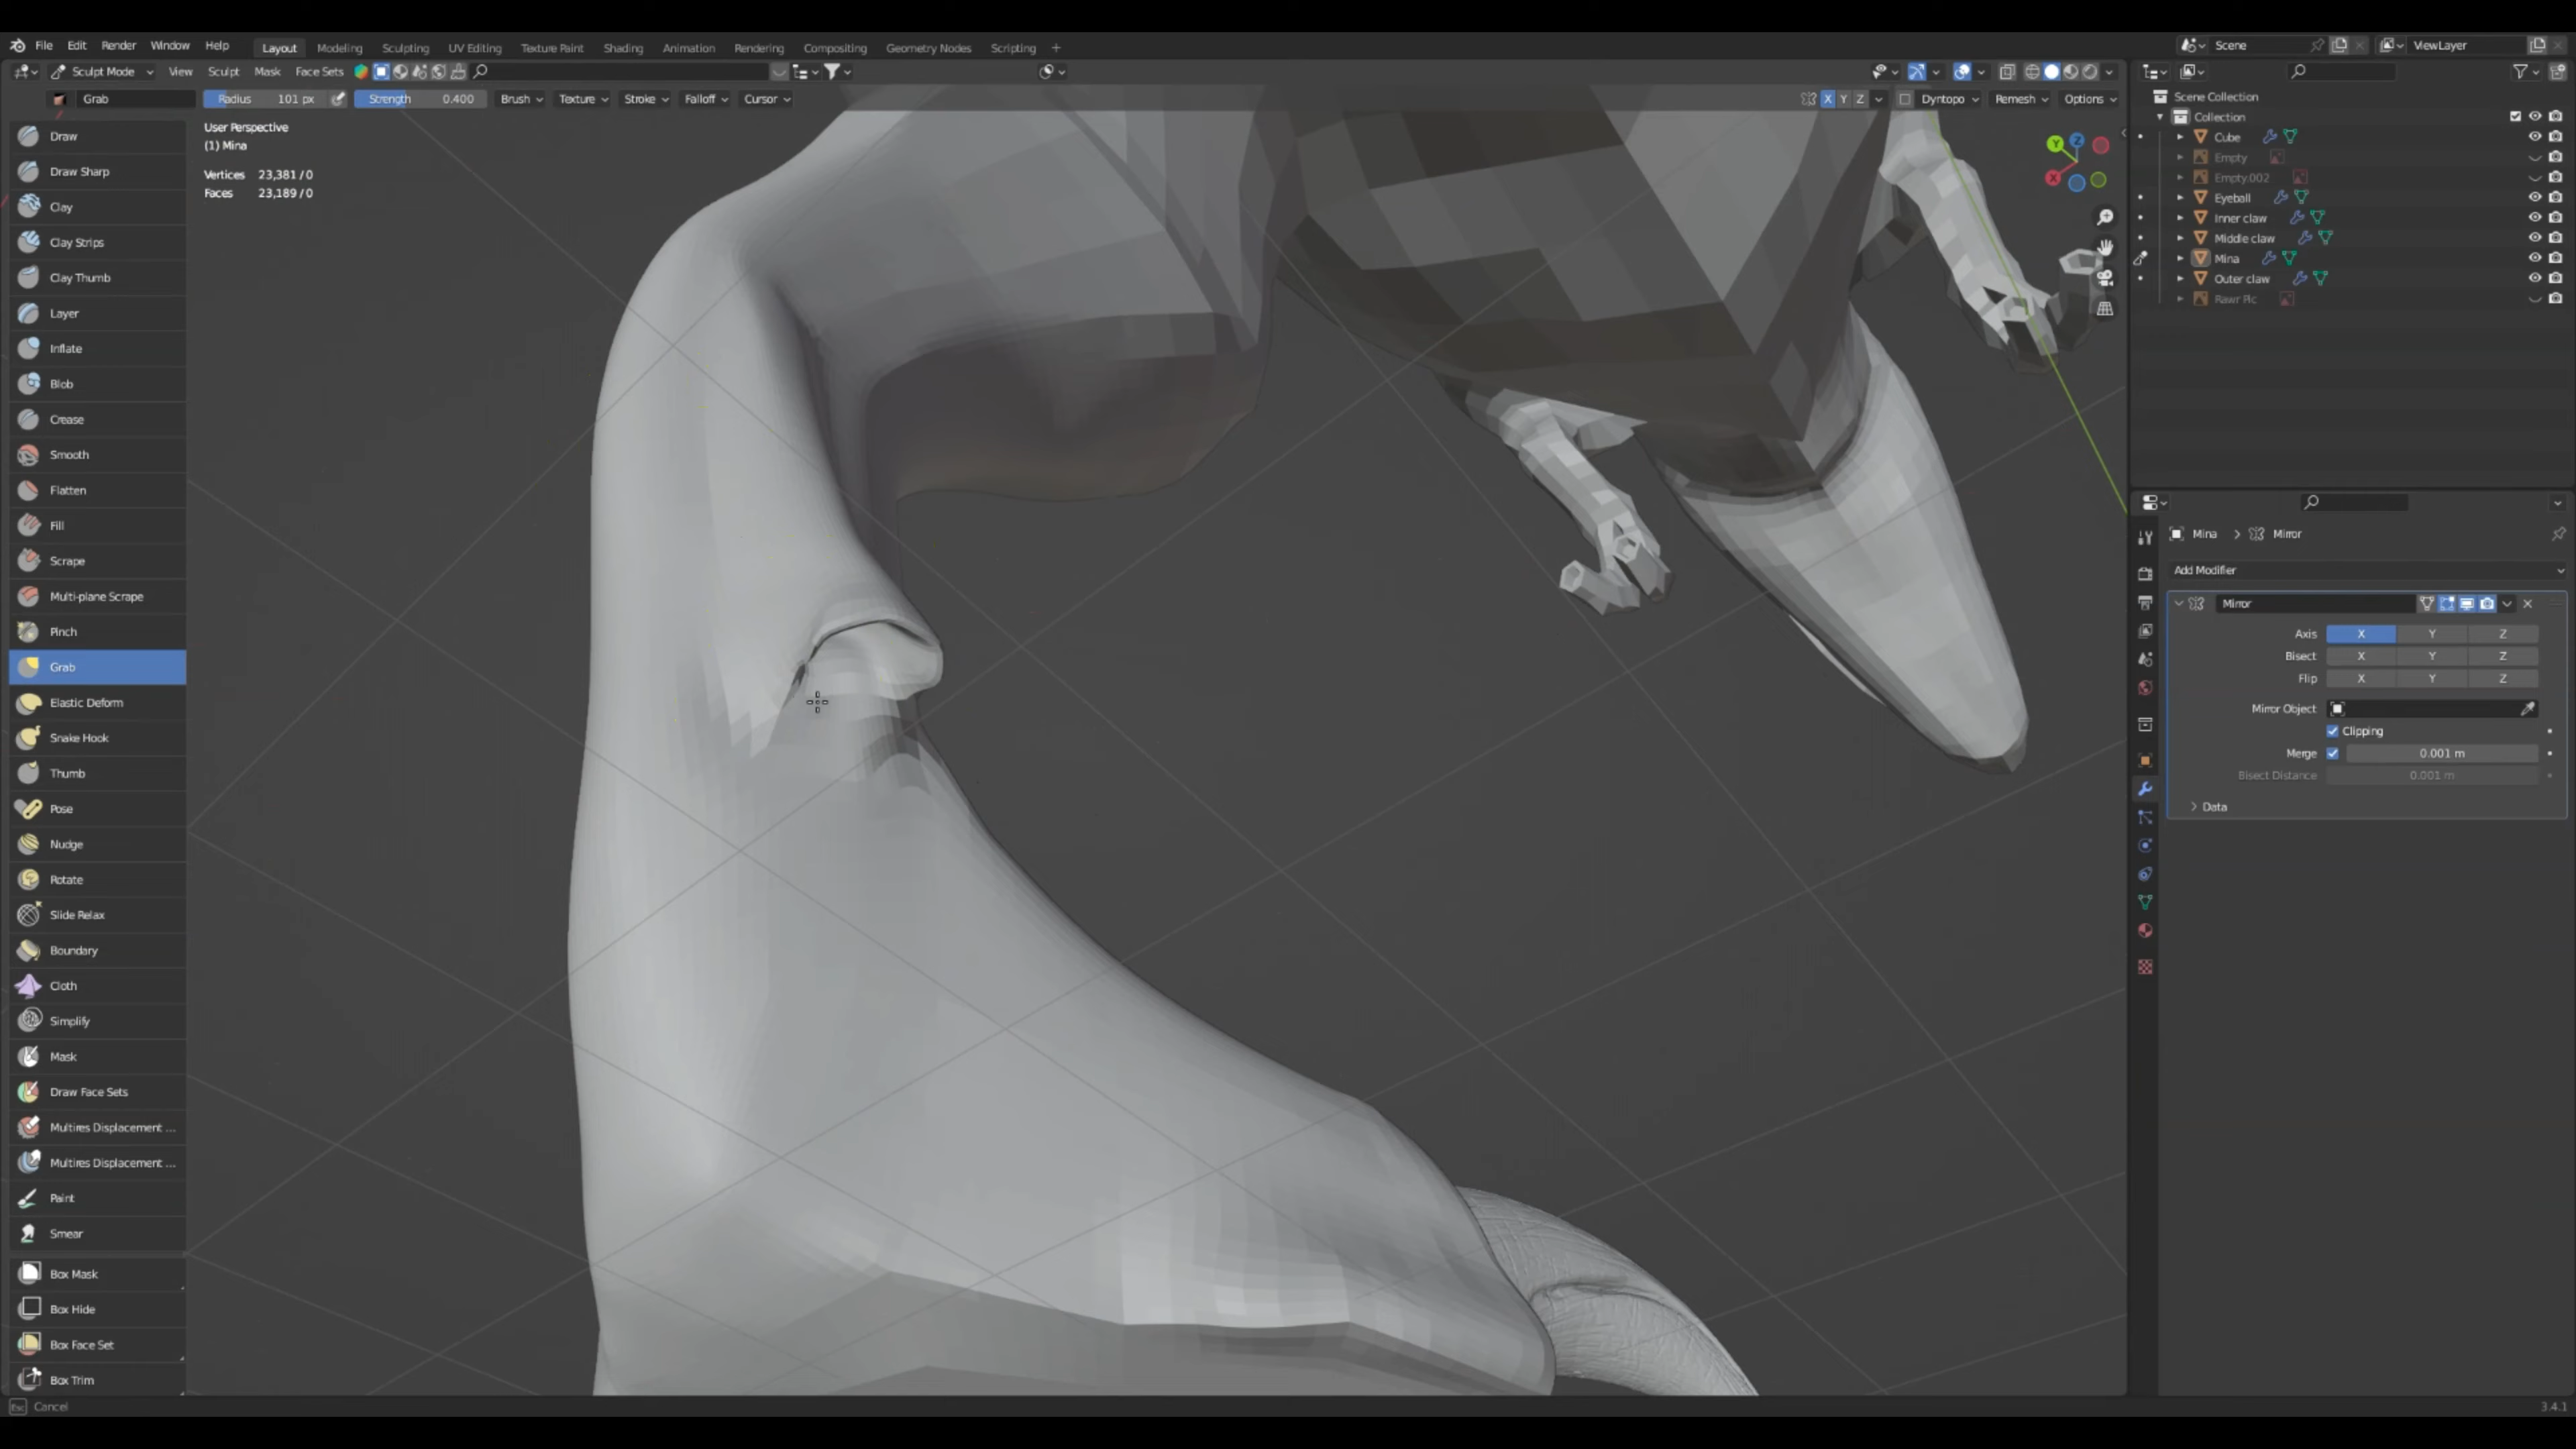 File Edit Render Window Help Layout Modeling Sculpting UV Editing Texture Paint Shading Animation Rendering Compositing Geometry Nodes Scripting + Scene ViewLayer
Sculpt Mode View Sculpt Mask Face Sets
Grab Radius 101 px Strength 0.400 Brush Texture Stroke Falloff Cursor X Y Z Dyntopo Remesh Options
User Perspective
(1) Mina
Vertices 23,381 / 0
Faces 23,189 / 0
Draw
Draw Sharp
Clay
Clay Strips
Clay Thumb
Layer
Inflate
Blob
Crease
Smooth
Flatten
Fill
Scrape
Multi-plane Scrape
Pinch
Grab
Elastic Deform
Snake Hook
Thumb
Pose
Nudge
Rotate
Slide Relax
Boundary
Cloth
Simplify
Mask
Draw Face Sets
Multires Displacement ...
Multires Displacement ...
Paint
Smear
Box Mask
Box Hide
Box Face Set
Box Trim
Y Z
X
Scene Collection
Collection
Cube
Empty
Empty.002
Eyeball
Inner claw
Middle claw
Mina
Outer claw
Rawr Pic
Mina > Mirror
Add Modifier
Mirror
Axis X Y Z
Bisect X Y Z
Flip X Y Z
Mirror Object
Clipping
Merge 0.001 m
Bisect Distance 0.001 m
Data
Esc Cancel
3.4.1